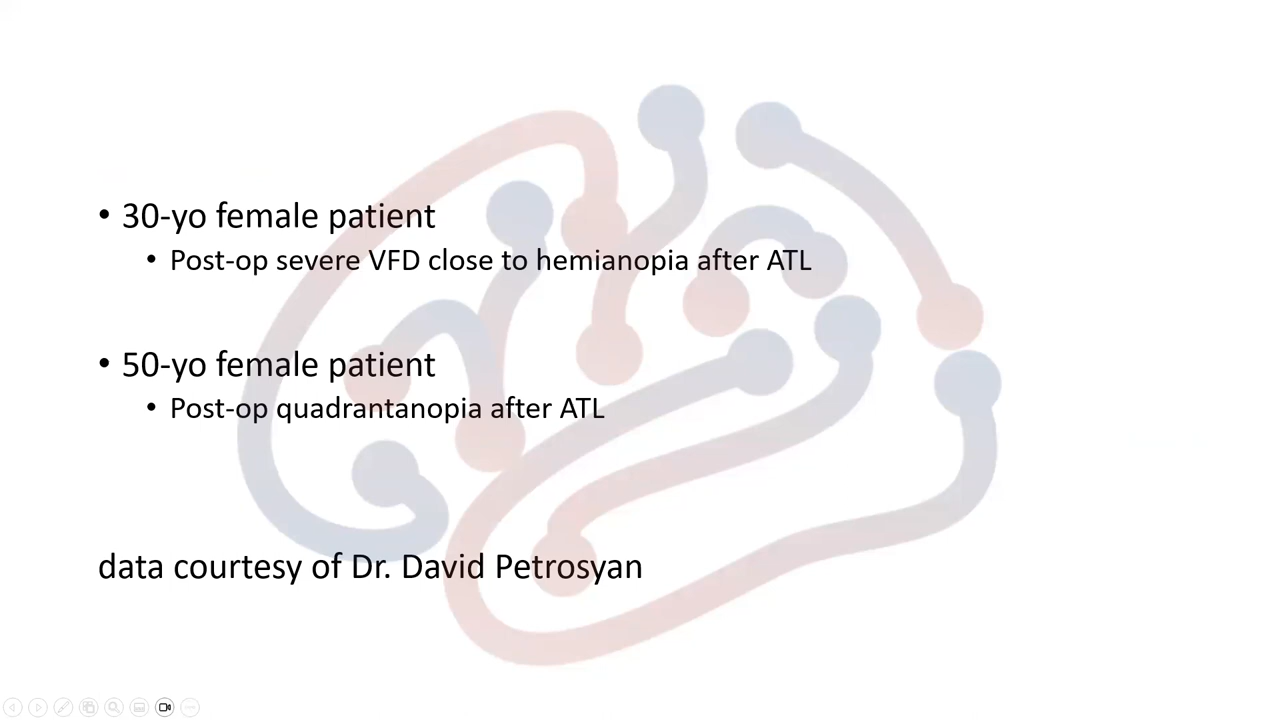 • 30-yo female patient
• Post-op severe VFD close to hemianopia after ATL
• 50-yo female patient
• Post-op quadrantanopia after ATL
data courtesy of Dr. David Petrosyan